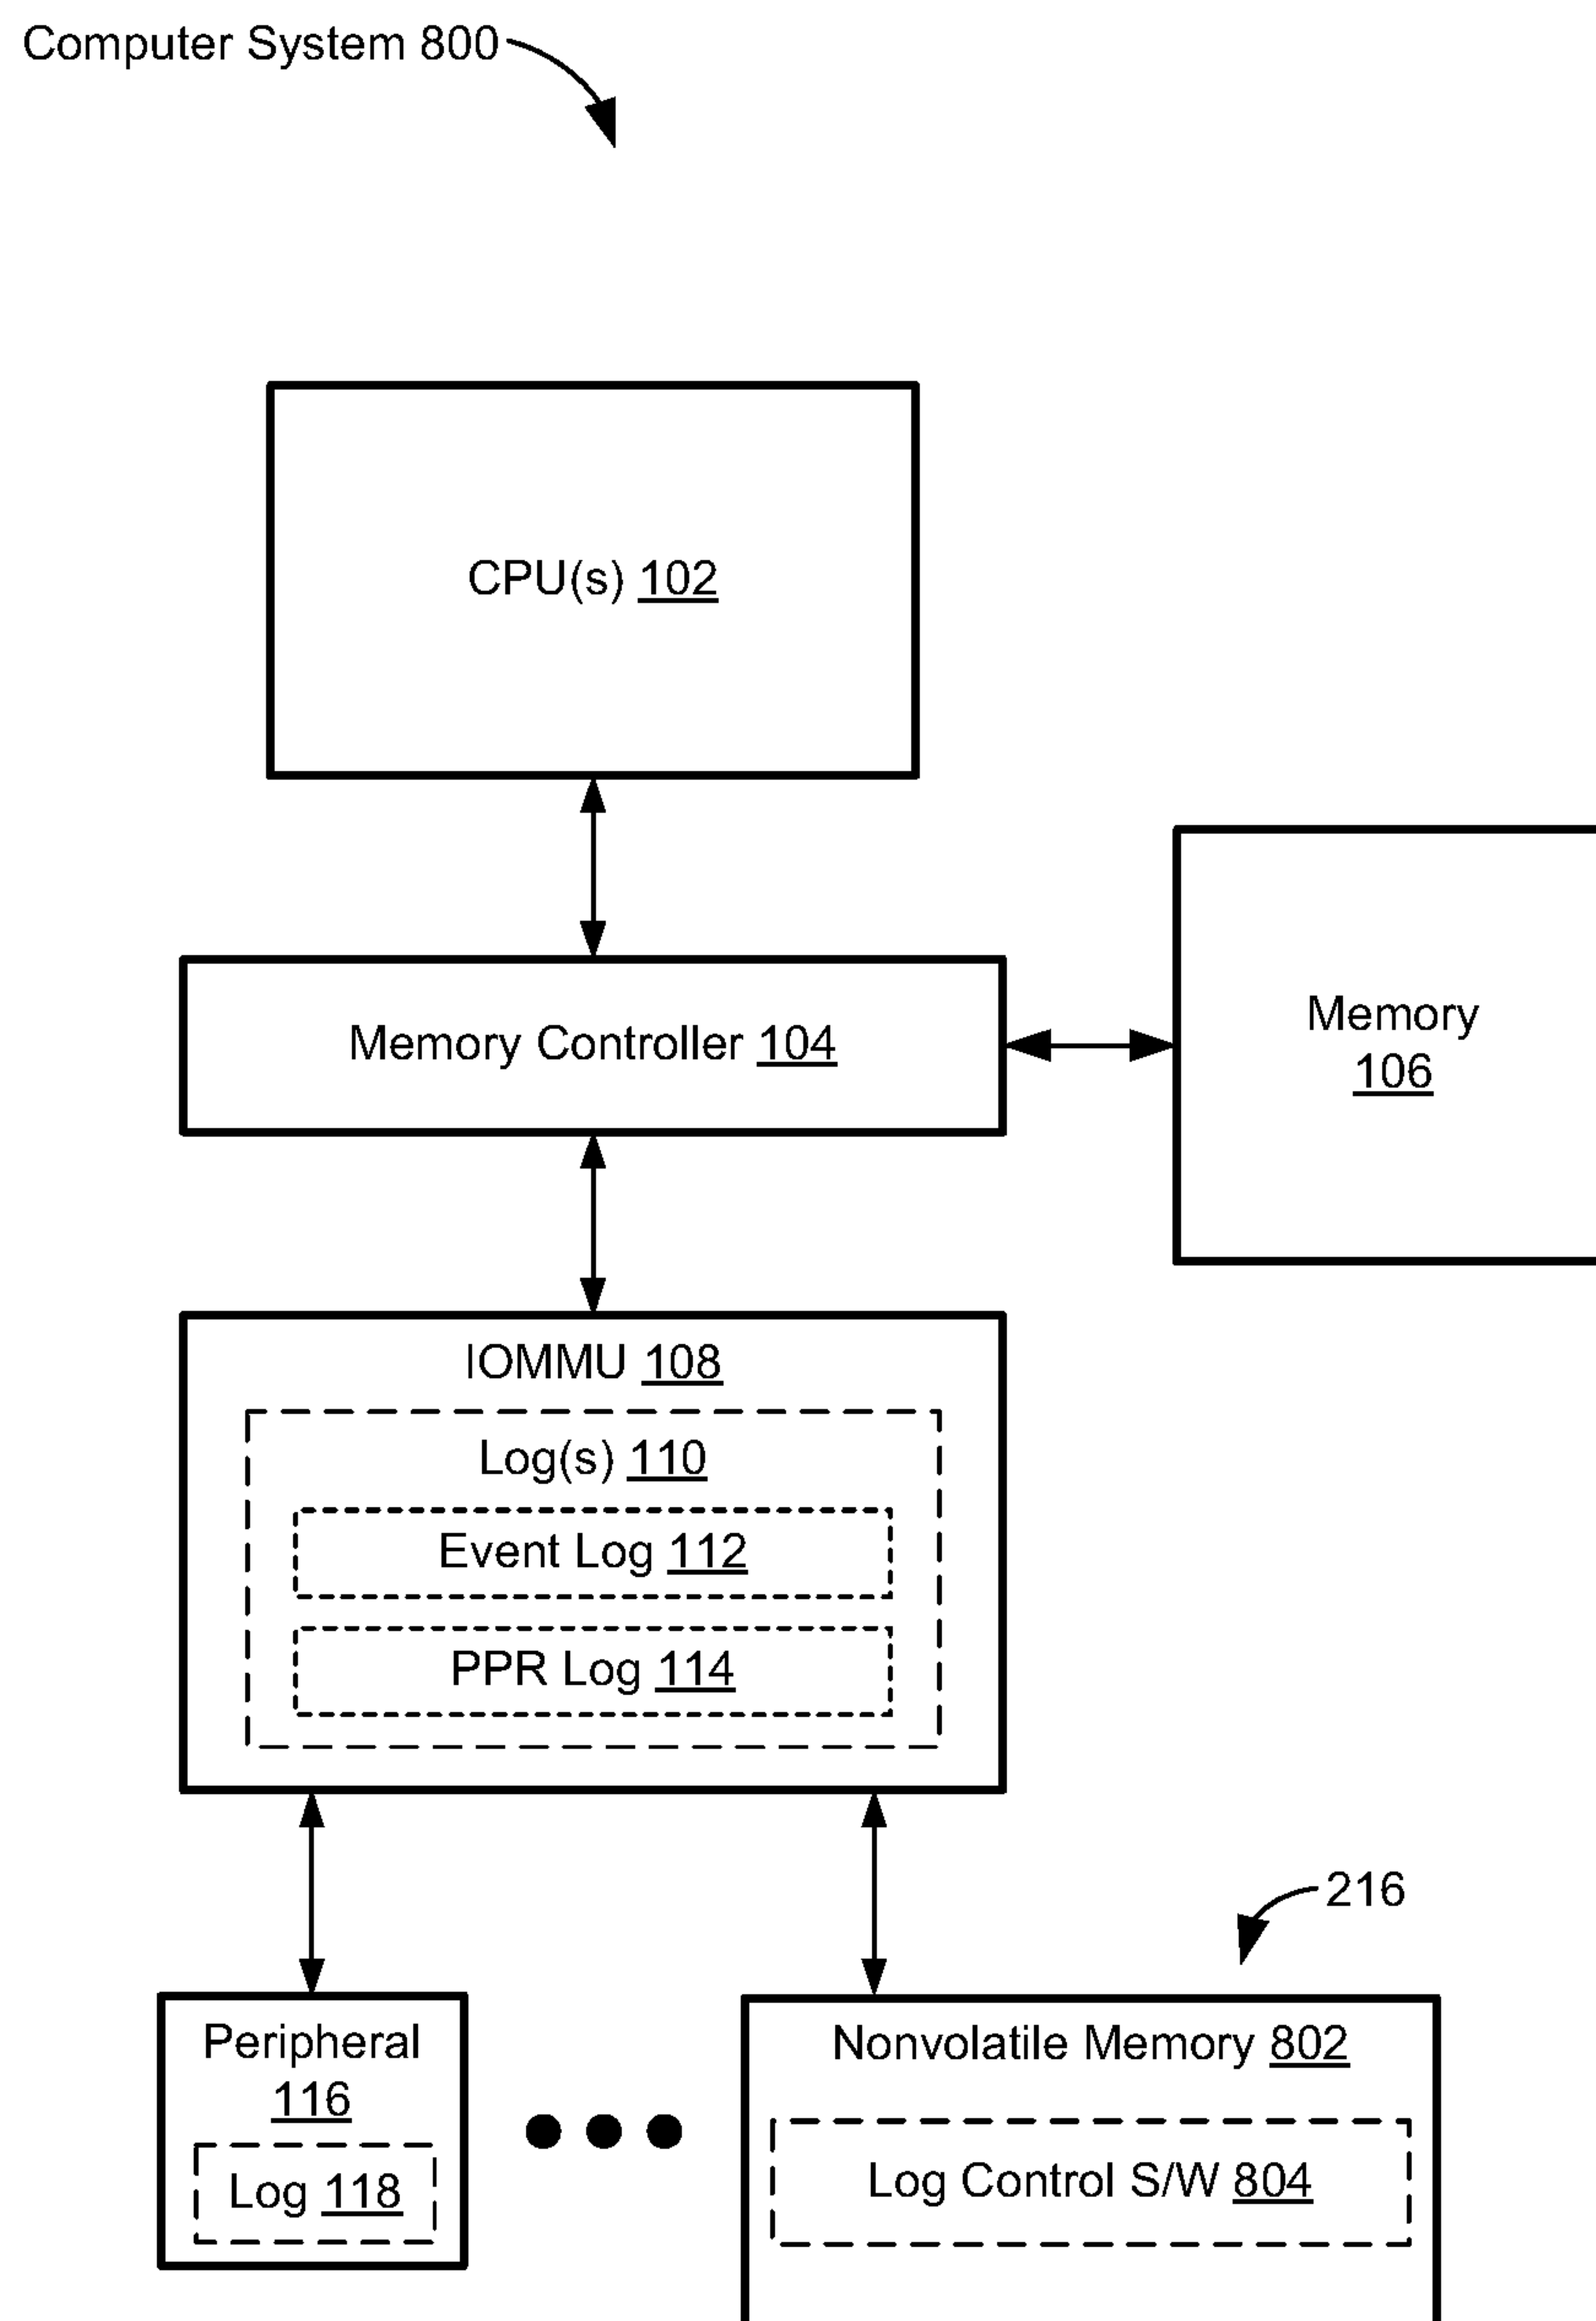 Computer System 800
CPU(s) 102
Memory Controller 104
Memory
106
IOMMU 108
Log(s) 110
Event Log 112
PPR Log 114
216
Peripheral
116
Log 118
Nonvolatile Memory 802
Log Control S/W 804